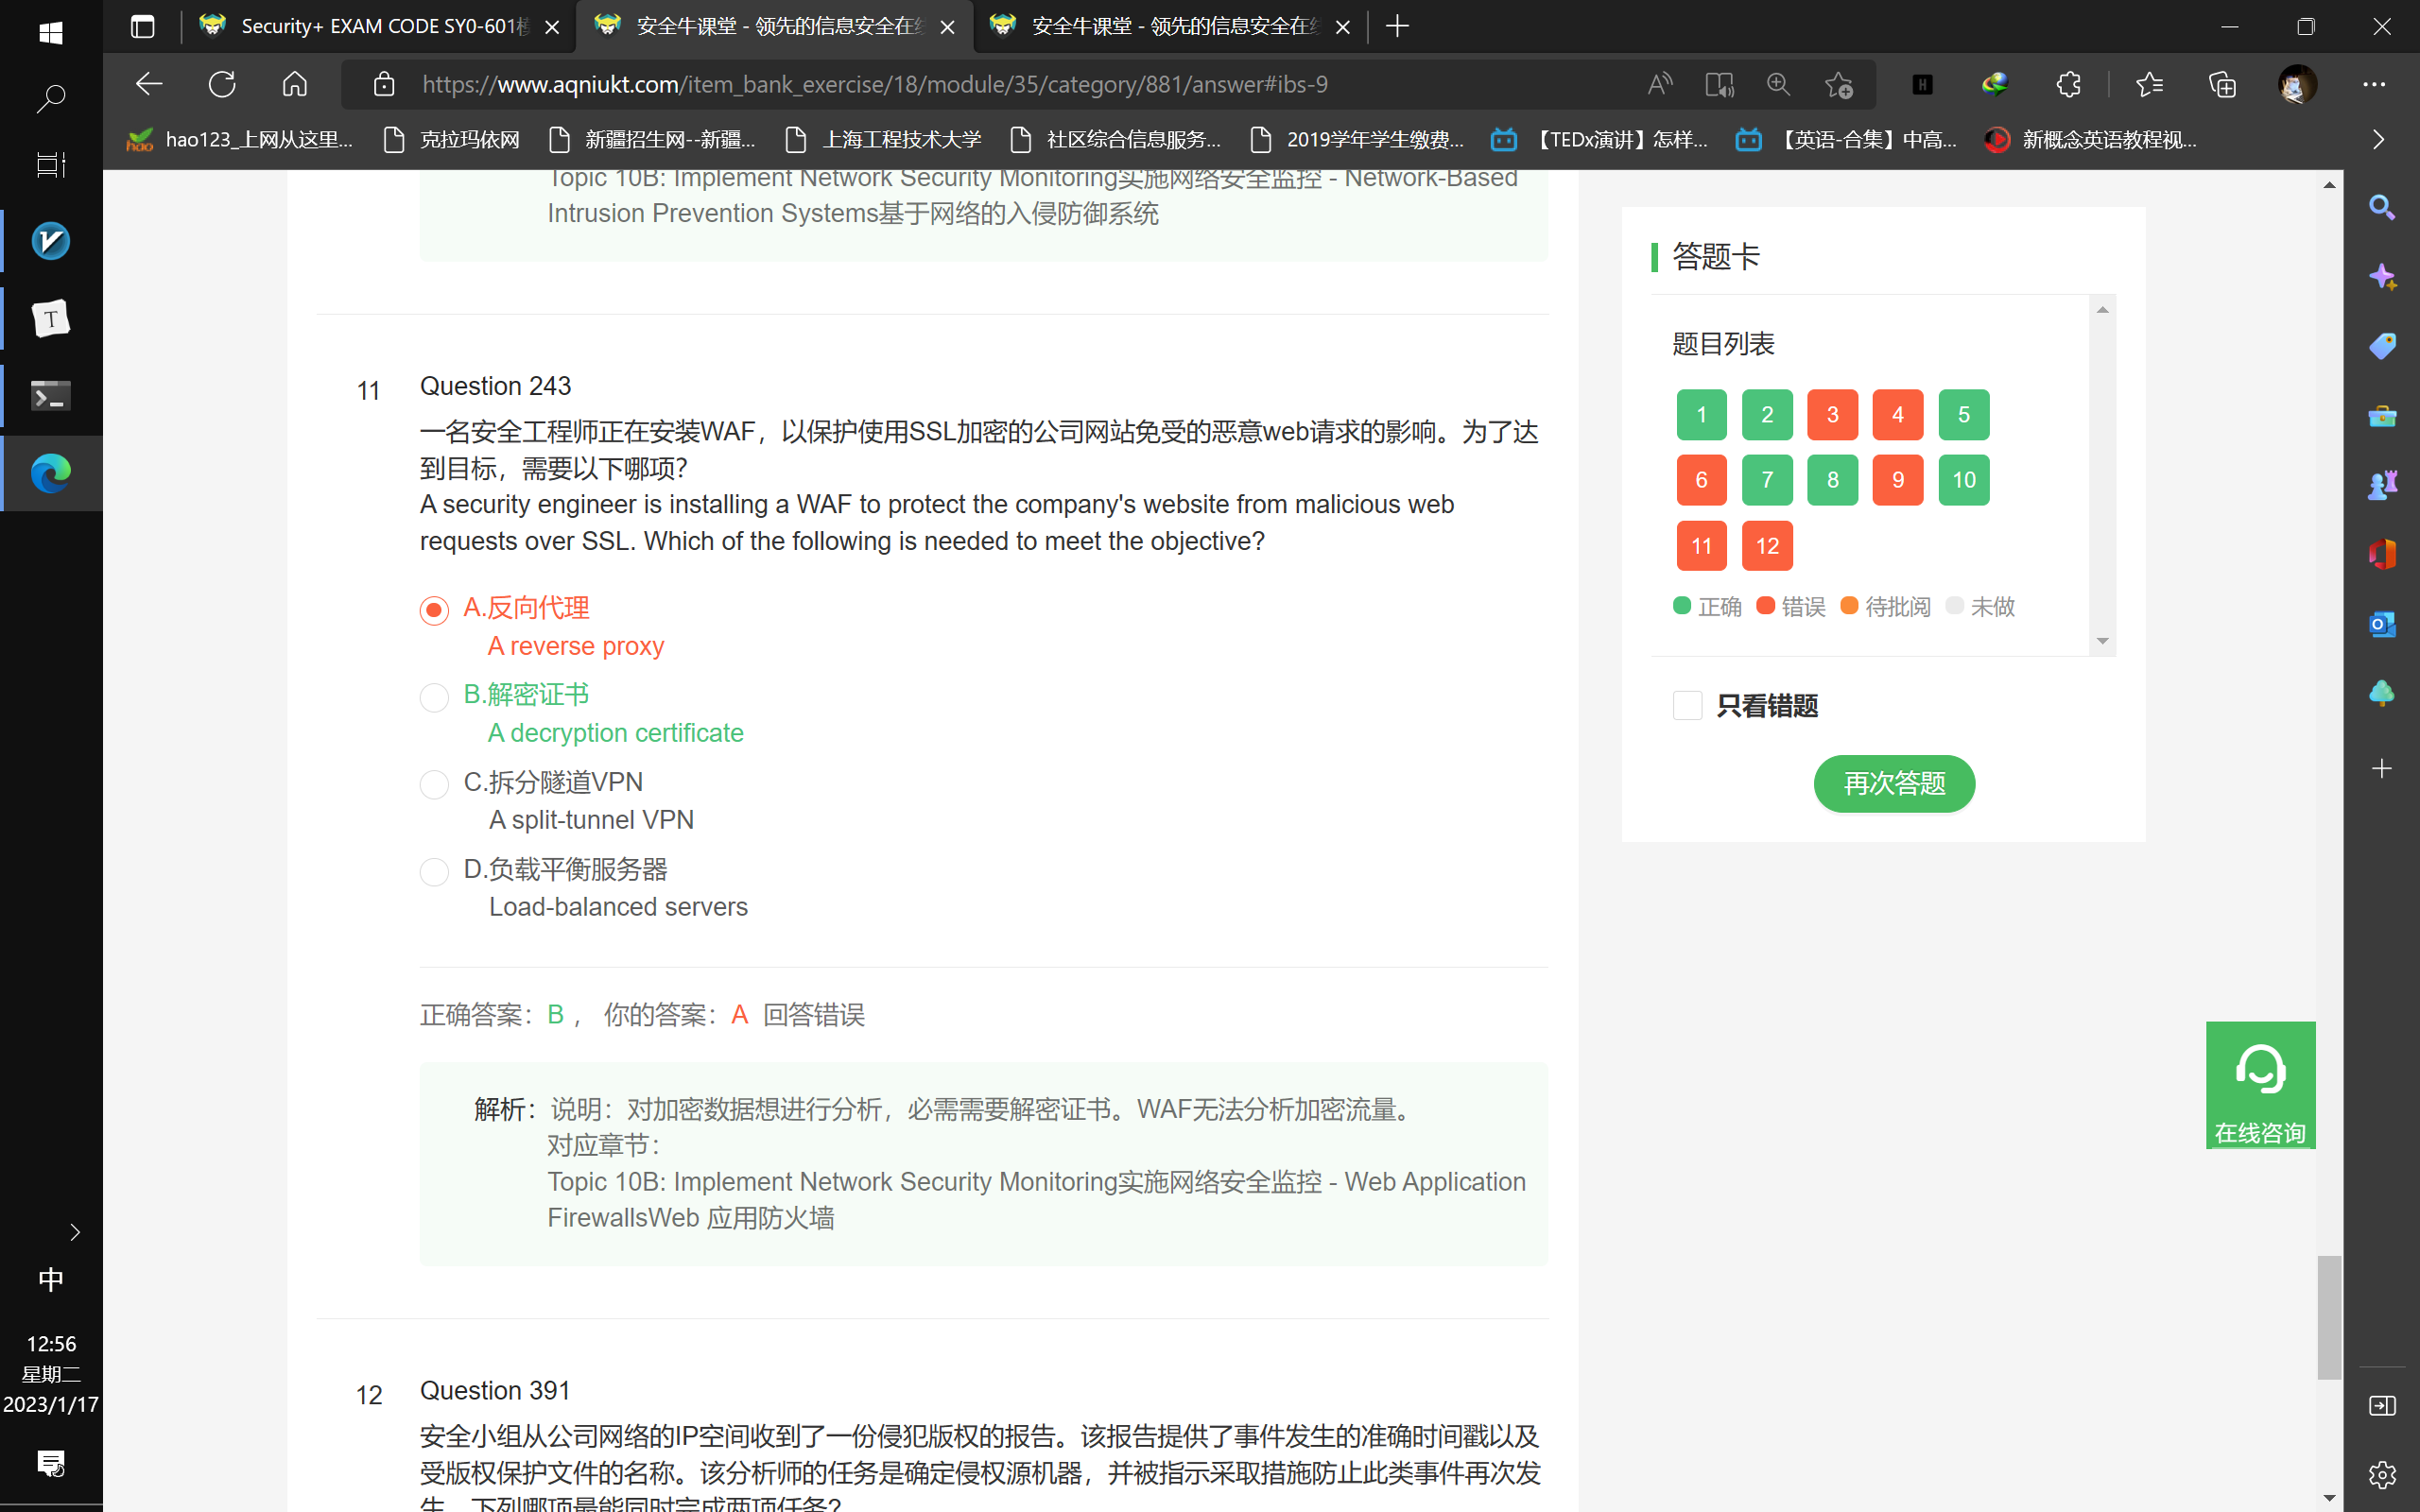 Security+ EXAM CODE SY0-601
安全牛课堂 - 领先的信息安全在
安全牛课堂 - 领先的信息安全在
https://www.aqniukt.com/item_bank_exercise/18/module/35/category/881/answer#ibs-9
hao123_上网从这里...
克拉玛依网
新疆招生网--新疆...
上海工程技术大学
社区综合信息服务...
2019学年学生缴费...
【TEDx演讲】怎样...
【英语-合集】中高...
新概念英语教程视...
Topic 10B: Implement Network Security Monitoring实施网络安全监控 - Network-Based
Intrusion Prevention Systems基于网络的入侵防御系统
11
Question 243
一名安全工程师正在安装WAF，以保护使用SSL加密的公司网站免受的恶意web请求的影响。为了达
到目标，需要以下哪项?
A security engineer is installing a WAF to protect the company's website from malicious web
requests over SSL. Which of the following is needed to meet the objective?
A.反向代理
A reverse proxy
B.解密证书
A decryption certificate
C.拆分隧道VPN
A split-tunnel VPN
D.负载平衡服务器
Load-balanced servers
正确答案：B ， 你的答案：A 回答错误
解析：说明：对加密数据想进行分析，必需需要解密证书。WAF无法分析加密流量。
对应章节：
Topic 10B: Implement Network Security Monitoring实施网络安全监控 - Web Application
FirewallsWeb 应用防火墙
12
Question 391
安全小组从公司网络的IP空间收到了一份侵犯版权的报告。该报告提供了事件发生的准确时间戳以及
受版权保护文件的名称。该分析师的任务是确定侵权源机器，并被指示采取措施防止此类事件再次发
生。下列哪项最能同时完成两项任务?
答题卡
题目列表
1 2 3 4 5
6 7 8 9 10
11 12
正确 错误 待批阅 未做
只看错题
再次答题
在线咨询
中
12:56
星期二
2023/1/17